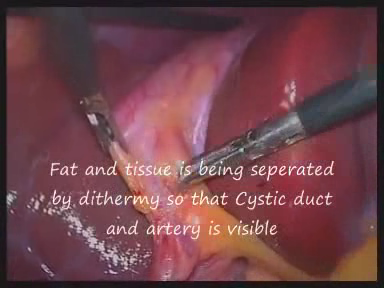 Fat and tissue is being seperated
by dithermy so that Cystic duct
and artery is visible